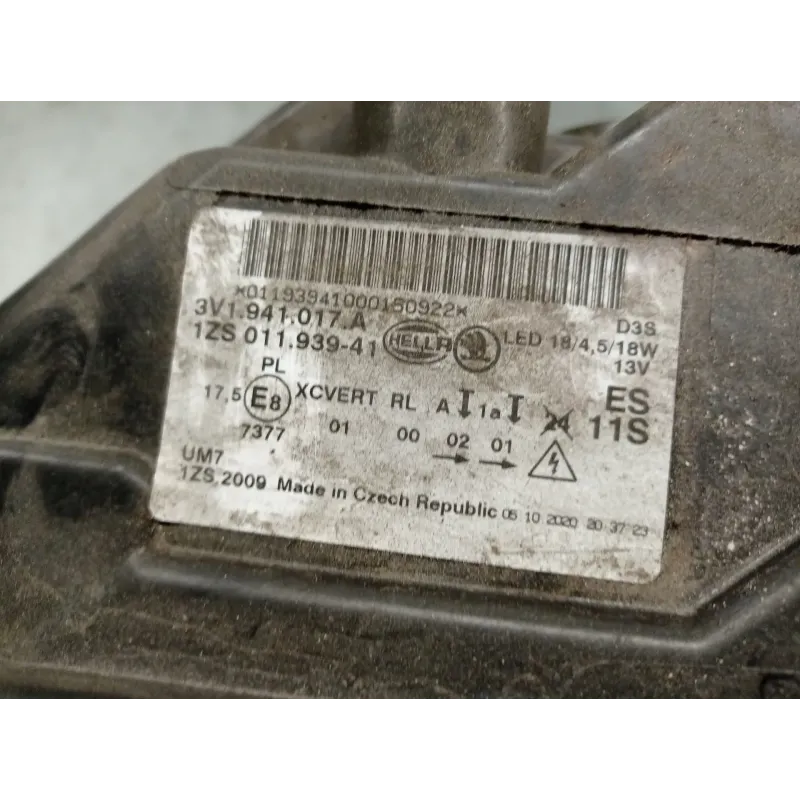 *011939410001609 22*
3V1.941.017.A
1ZS 011.939-41 HELLA LED 18/4,5/18W
D3S
13V
PL
17,5 E8 XCVERT RL A 1a 24 ES
7377 01 00 02 01 11S
UM7
1ZS.2009 Made in Czech Republic 05 10 2020 20:37:23